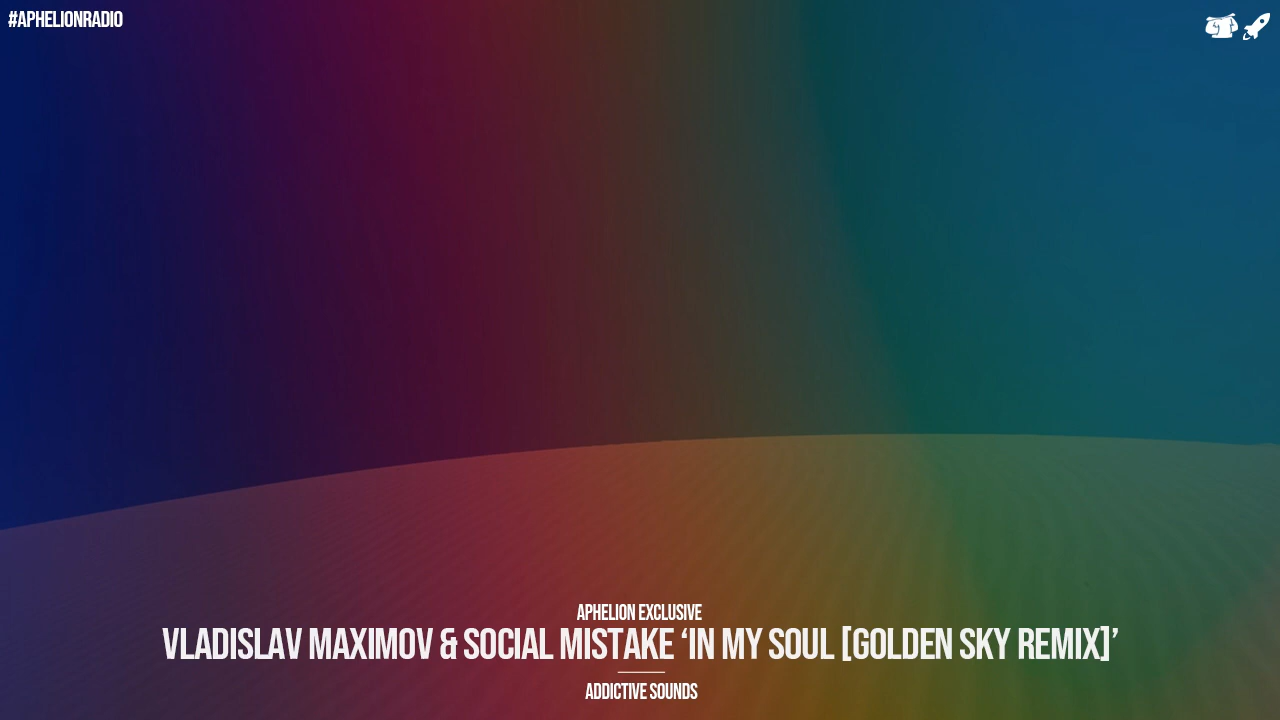 #APHELIONRADIO
APHELION EXCLUSIVE
VLADISLAV MAXIMOV & SOCIAL MISTAKE ‘IN MY SOUL [GOLDEN SKY REMIX]’
ADDICTIVE SOUNDS